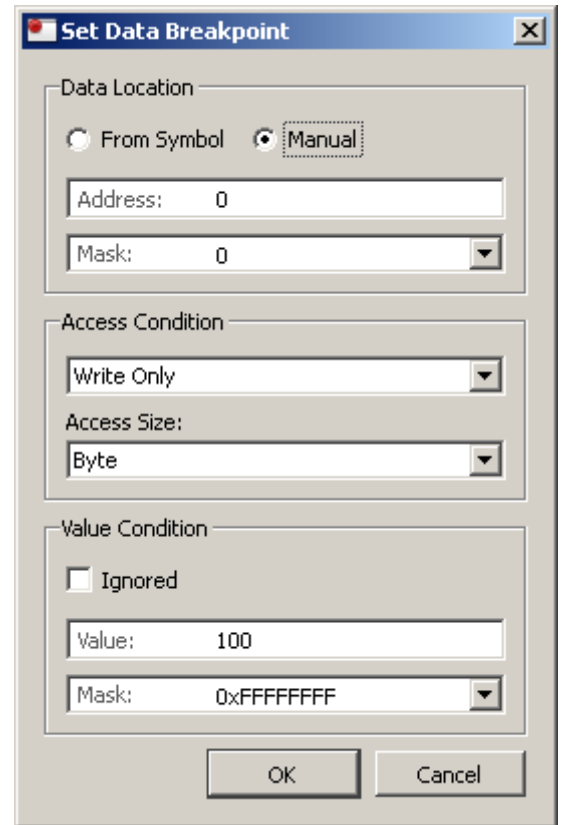 Set Data Breakpoint
Data Location
From Symbol Manual
Address: 0
Mask: 0
Access Condition
Write Only
Access Size:
Byte
Value Condition
Ignored
Value: 100
Mask: 0xFFFFFFFF
OK Cancel